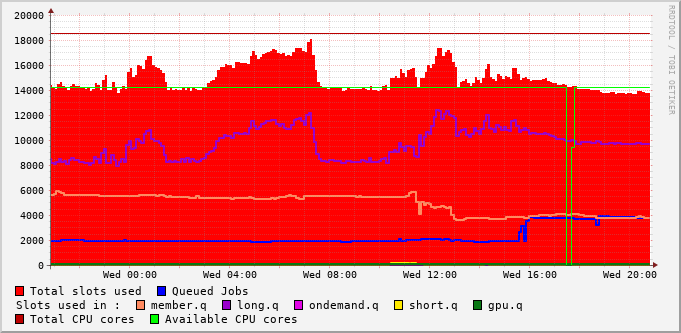 20000
18000
16000
14000
12000
10000
8000
6000
4000
2000
0
Wed 00:00 Wed 04:00 Wed 08:00 Wed 12:00 Wed 16:00 Wed 20:00
RRDTOOL / TOBI OETIKER
Total slots used Queued Jobs
Slots used in : member.q long.q ondemand.q short.q gpu.q
Total CPU cores Available CPU cores